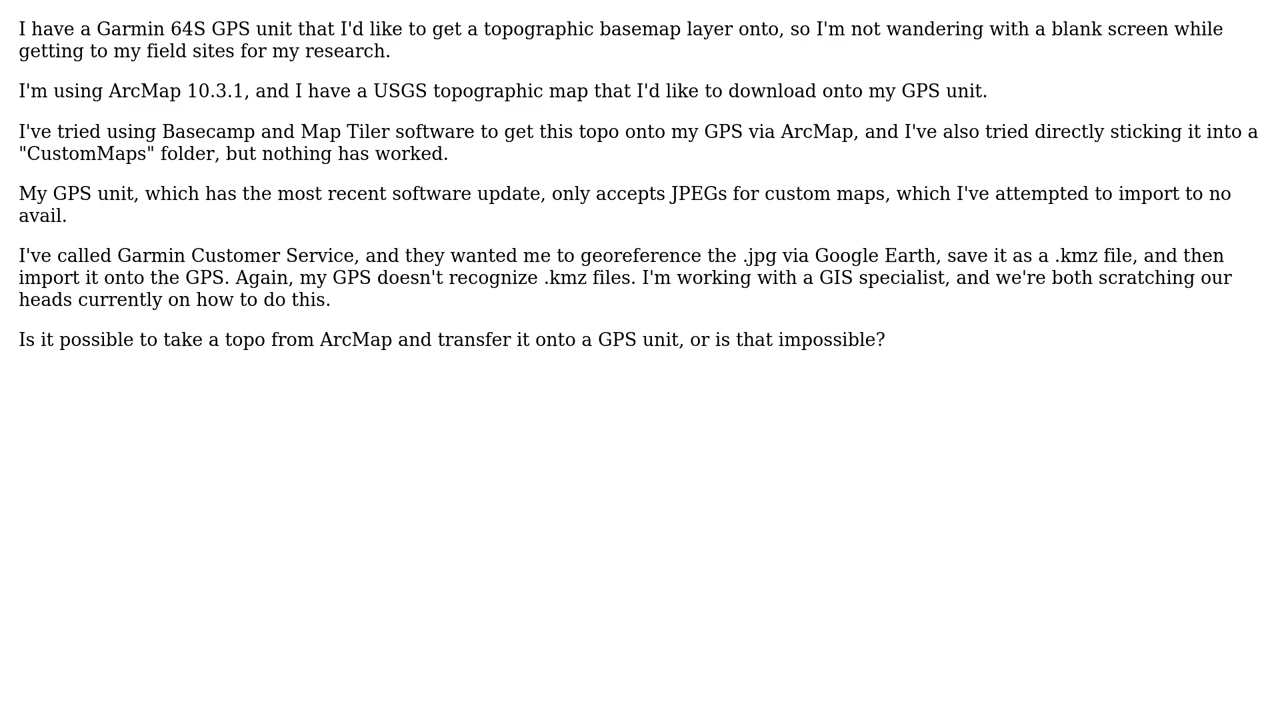 I have a Garmin 64S GPS unit that I'd like to get a topographic basemap layer onto, so I'm not wandering with a blank screen while
getting to my field sites for my research.
I'm using ArcMap 10.3.1, and I have a USGS topographic map that I'd like to download onto my GPS unit.
I've tried using Basecamp and Map Tiler software to get this topo onto my GPS via ArcMap, and I've also tried directly sticking it into a
"CustomMaps" folder, but nothing has worked.
My GPS unit, which has the most recent software update, only accepts JPEGs for custom maps, which I've attempted to import to no
avail.
I've called Garmin Customer Service, and they wanted me to georeference the .jpg via Google Earth, save it as a .kmz file, and then
import it onto the GPS. Again, my GPS doesn't recognize .kmz files. I'm working with a GIS specialist, and we're both scratching our
heads currently on how to do this.
Is it possible to take a topo from ArcMap and transfer it onto a GPS unit, or is that impossible?